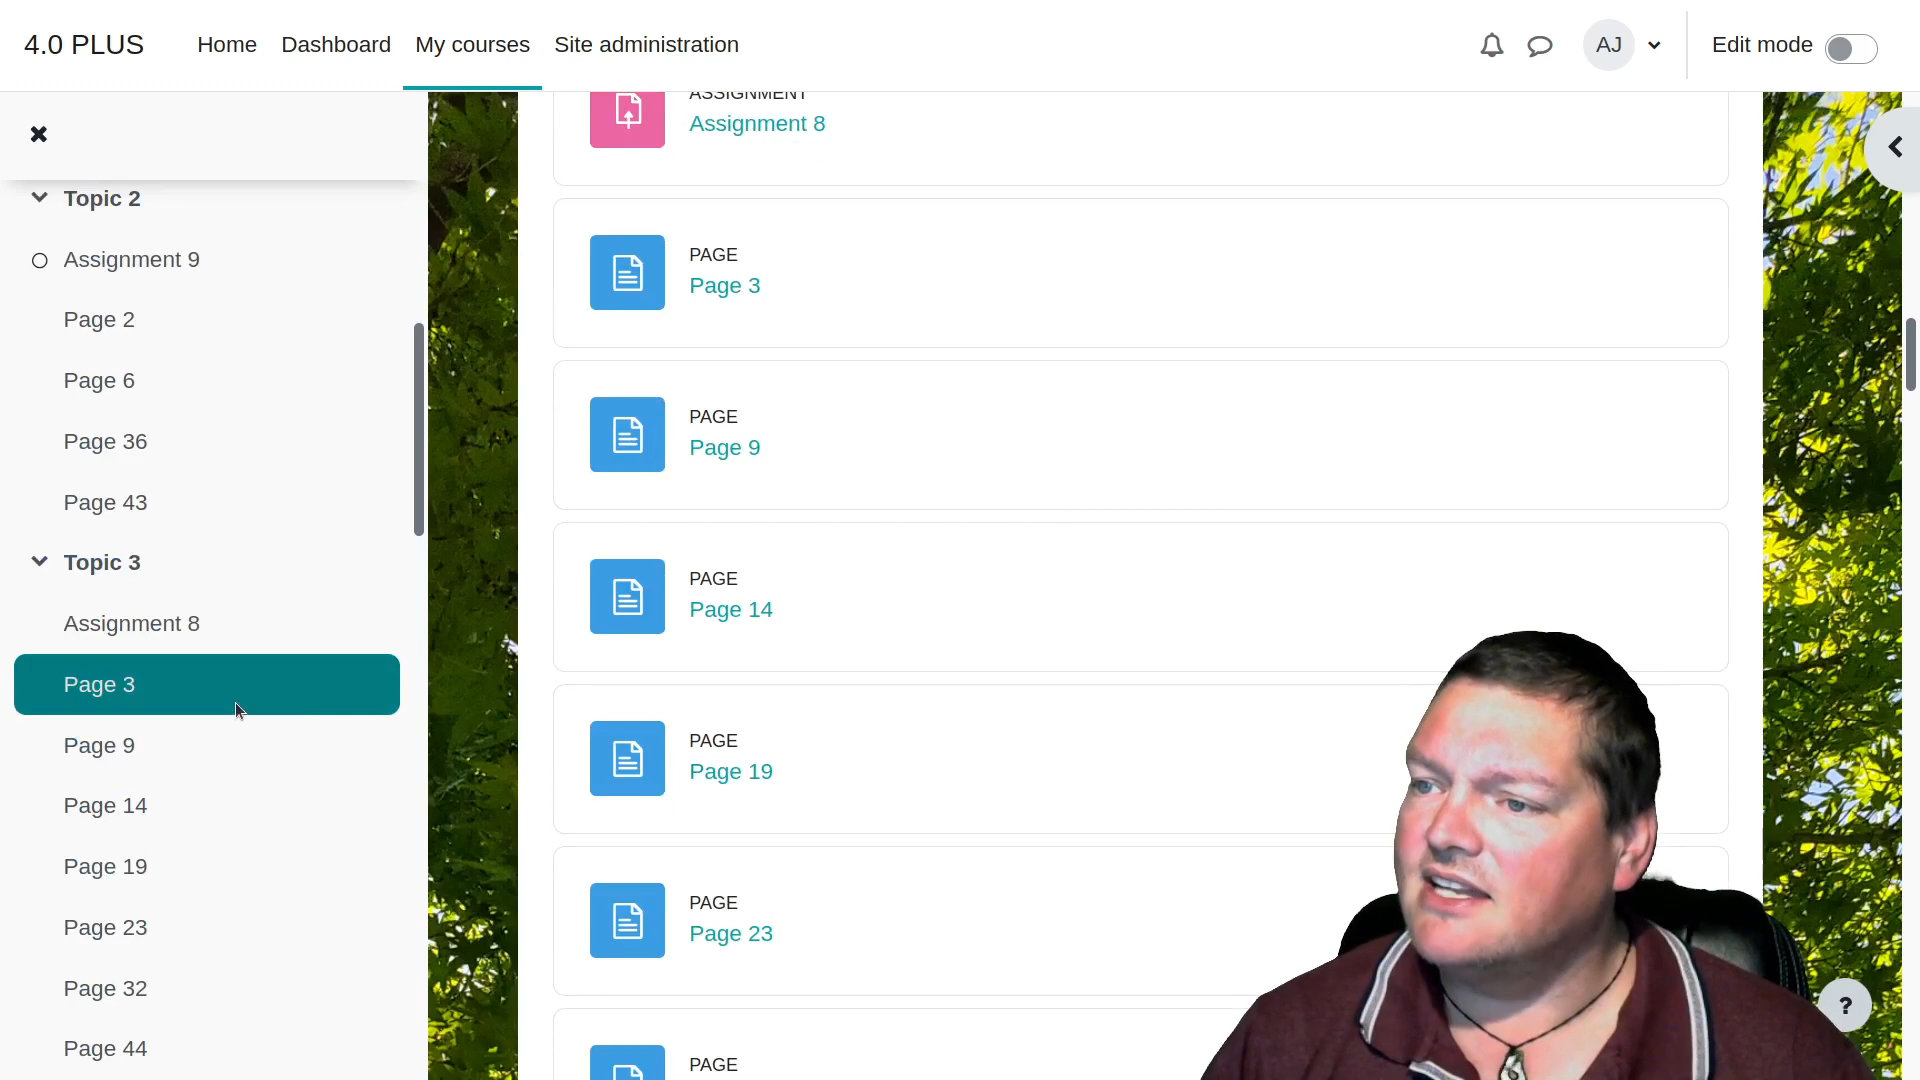 4.0 PLUS
Home
Dashboard
My courses
Site administration
AJ
Edit mode
Topic 2
Assignment 9
Page 2
Page 6
Page 36
Page 43
Topic 3
Assignment 8
Page 3
Page 9
Page 14
Page 19
Page 23
Page 32
Page 44
ASSIGNMENT
Assignment 8
PAGE
Page 3
PAGE
Page 9
PAGE
Page 14
PAGE
Page 19
PAGE
Page 23
PAGE
?